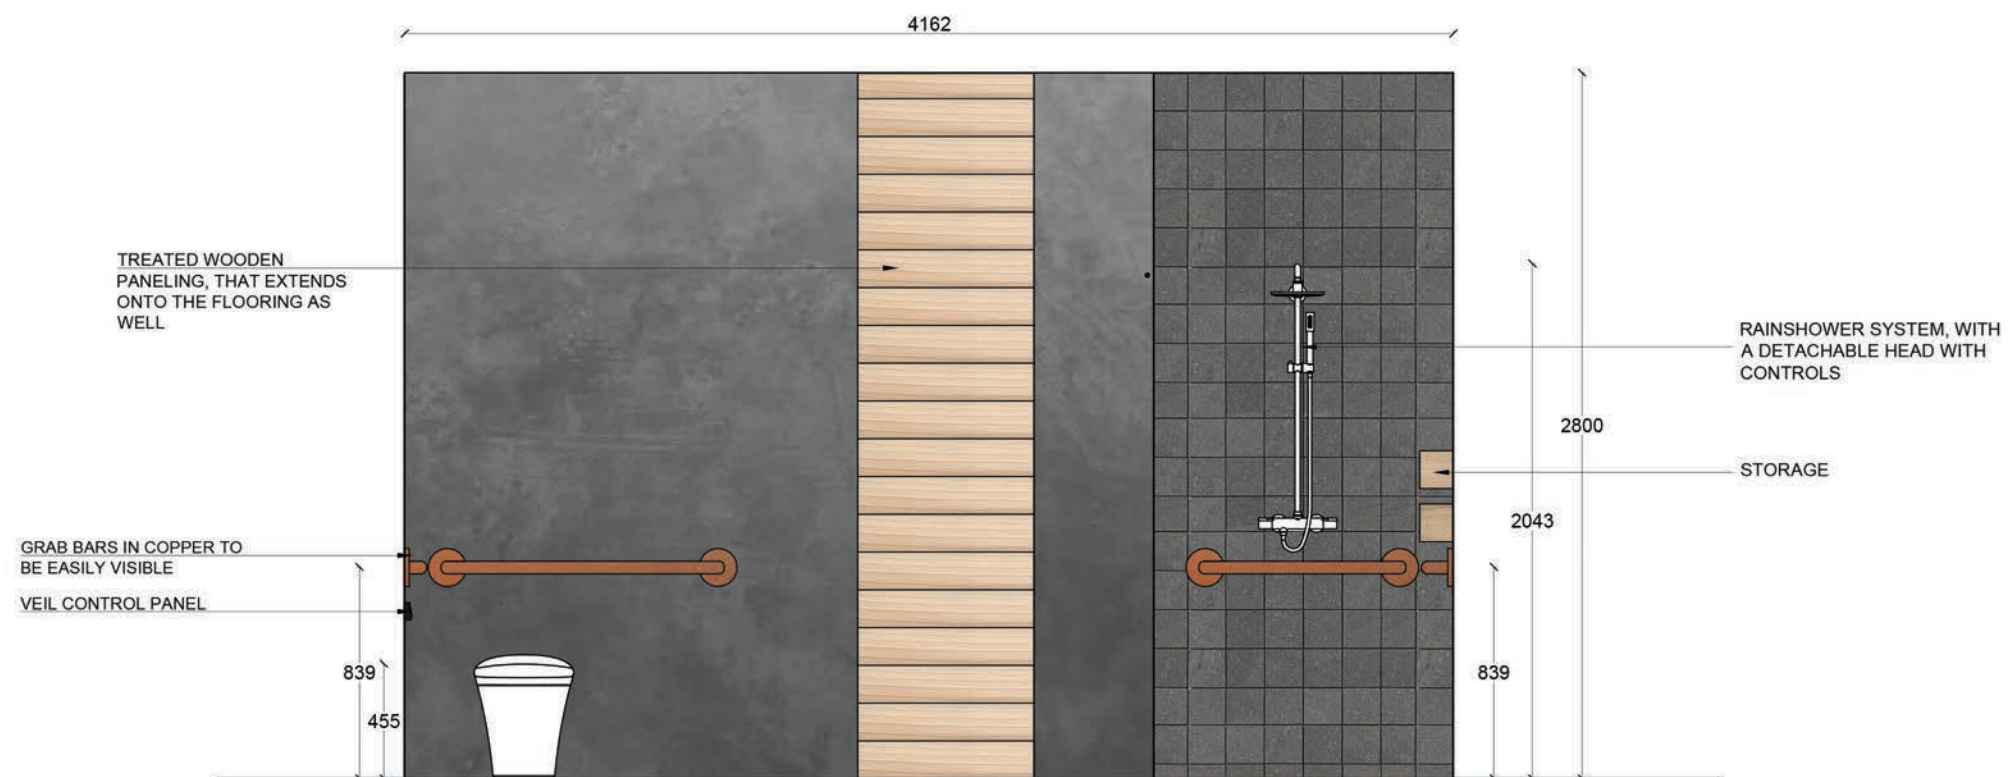 4162
TREATED WOODEN
PANELING, THAT EXTENDS
ONTO THE FLOORING AS
WELL
RAINSHOWER SYSTEM, WITH
A DETACHABLE HEAD WITH
CONTROLS
2800
STORAGE
2043
GRAB BARS IN COPPER TO
BE EASILY VISIBLE
VEIL CONTROL PANEL
839
455
839